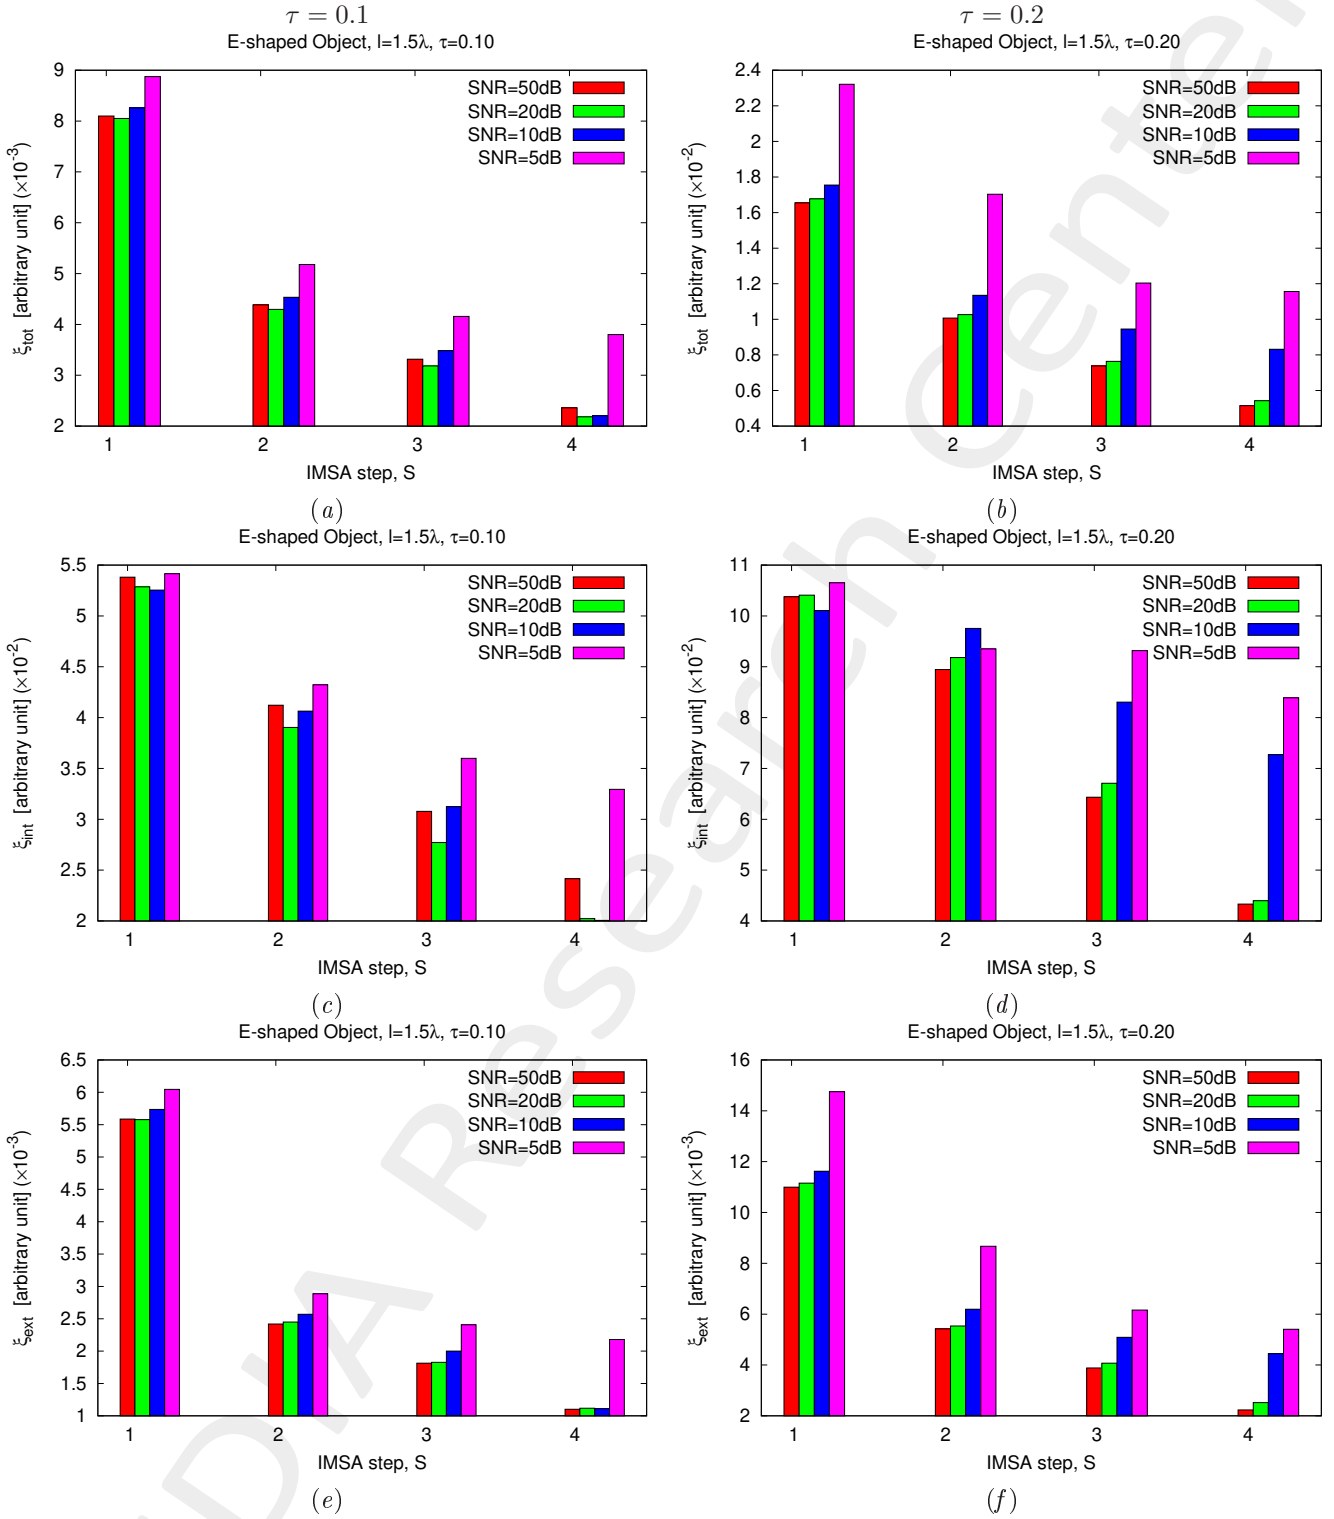 τ = 0.1
τ = 0.2
E-shaped Object, l=1.5λ, τ=0.10
9
8
7
6
5
4
3
2
1
2
3
4
ξtot [arbitrary unit] (×10-3)
IMSA step, S
SNR=50dB
SNR=20dB
SNR=10dB
SNR=5dB
(a)
E-shaped Object, l=1.5λ, τ=0.20
2.4
2.2
2
1.8
1.6
1.4
1.2
1
0.8
0.6
0.4
1
2
3
4
ξtot [arbitrary unit] (×10-2)
IMSA step, S
SNR=50dB
SNR=20dB
SNR=10dB
SNR=5dB
(b)
E-shaped Object, l=1.5λ, τ=0.10
5.5
5
4.5
4
3.5
3
2.5
2
1
2
3
4
ξint [arbitrary unit] (×10-2)
IMSA step, S
SNR=50dB
SNR=20dB
SNR=10dB
SNR=5dB
(c)
E-shaped Object, l=1.5λ, τ=0.20
11
10
9
8
7
6
5
4
1
2
3
4
ξint [arbitrary unit] (×10-2)
IMSA step, S
SNR=50dB
SNR=20dB
SNR=10dB
SNR=5dB
(d)
E-shaped Object, l=1.5λ, τ=0.10
6.5
6
5.5
5
4.5
4
3.5
3
2.5
2
1.5
1
1
2
3
4
ξext [arbitrary unit] (×10-3)
IMSA step, S
SNR=50dB
SNR=20dB
SNR=10dB
SNR=5dB
(e)
E-shaped Object, l=1.5λ, τ=0.20
16
14
12
10
8
6
4
2
1
2
3
4
ξext [arbitrary unit] (×10-3)
IMSA step, S
SNR=50dB
SNR=20dB
SNR=10dB
SNR=5dB
(f)
DIA Research Center